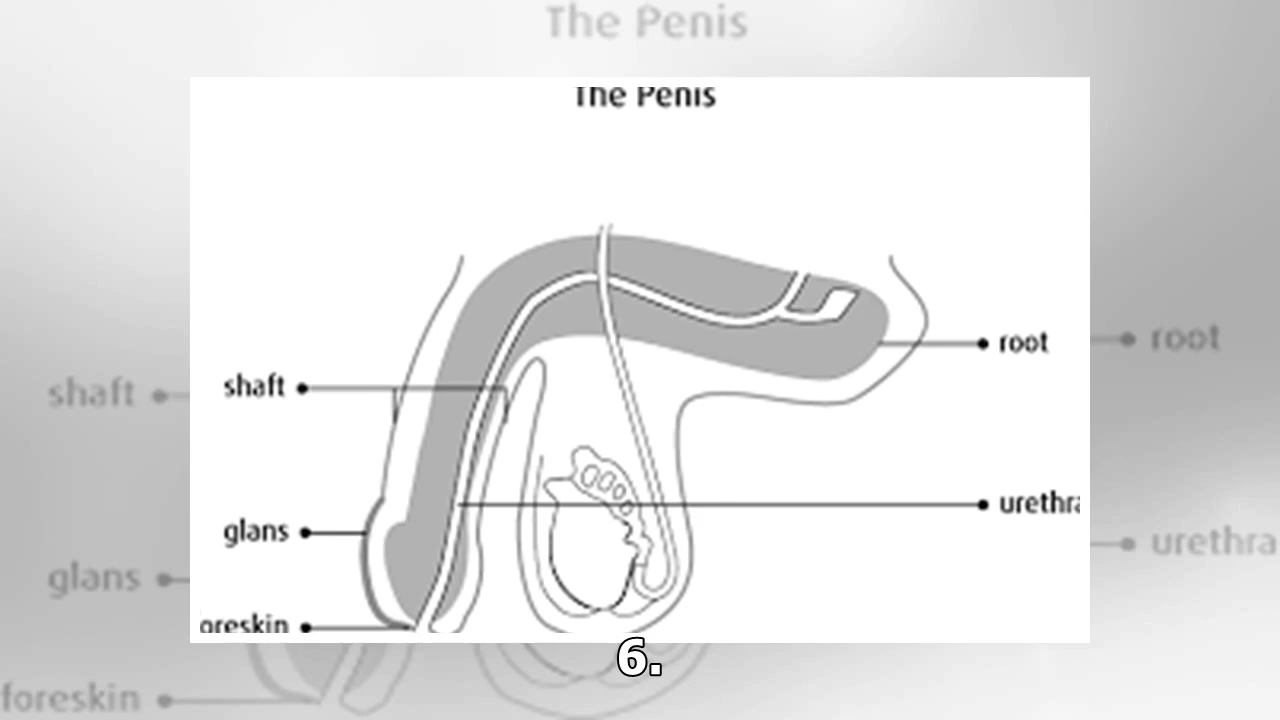 The Penis
The Penis
root
root
shaft
shaft
glans
urethra
urethra
glans
oreskin
6.
foreskin